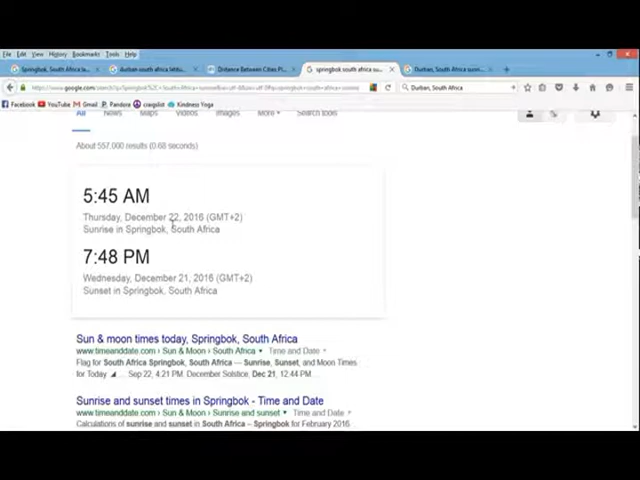 File Edit View History Bookmarks Tools Help
Springbok, South Africa
durban south africa
Distance Between Cities
springbok south africa su...
Durban, South Africa sunri...
Durban, South Africa
Facebook YouTube Gmail Pandora craigslist Kindness Yoga
All News Maps Videos Images More Search tools
About 557,000 results (0.68 seconds)
5:45 AM
Thursday, December 22, 2016 (GMT+2)
Sunrise in Springbok, South Africa
7:48 PM
Wednesday, December 21, 2016 (GMT+2)
Sunset in Springbok, South Africa
Sun & moon times today, Springbok, South Africa
www.timeanddate.com › Sun & Moon › South Africa Time and Date
Flag for South Africa Springbok, South Africa — Sunrise, Sunset, and Moon Times
for Today ... Sep 22, 4:21 PM. December Solstice, Dec 21, 12:44 PM ...
Sunrise and sunset times in Springbok - Time and Date
www.timeanddate.com › Sun & Moon › Sunrise and sunset Time and Date
Calculations of sunrise and sunset in South Africa – Springbok for February 2016